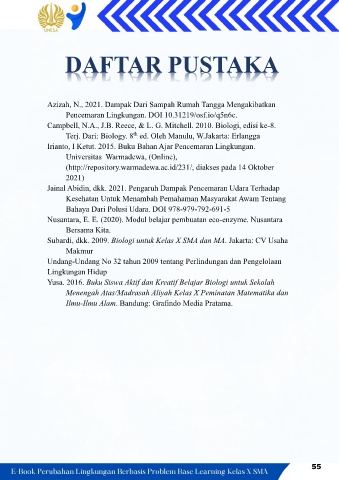 UNESA
DAFTAR PUSTAKA
Azizah, N., 2021. Dampak Dari Sampah Rumah Tangga Mengakibatkan
Pencemaran Lingkungan. DOI 10.31219/osf.io/q5n6c.
Campbell, N.A., J.B. Reece, & L. G. Mitchell. 2010. Biologi, edisi ke-8.
Terj. Dari: Biology. 8th ed. Oleh Manulu, W.Jakarta: Erlangga
Irianto, I Ketut. 2015. Buku Bahan Ajar Pencemaran Lingkungan.
Universitas Warmadewa, (Online),
(http://repository.warmadewa.ac.id/231/, diakses pada 14 Oktober
2021)
Jainal Abidin, dkk. 2021. Pengaruh Dampak Pencemaran Udara Terhadap
Kesehatan Untuk Menambah Pemahaman Masyarakat Awam Tentang
Bahaya Dari Polusi Udara. DOI 978-979-792-691-5
Nusantara, E. E. (2020). Modul belajar pembuatan eco-enzyme. Nusantara
Bersama Kita.
Subardi, dkk. 2009. Biologi untuk Kelas X SMA dan MA. Jakarta: CV Usaha
Makmur
Undang-Undang No 32 tahun 2009 tentang Perlindungan dan Pengelolaan
Lingkungan Hidup
Yusa. 2016. Buku Siswa Aktif dan Kreatif Belajar Biologi untuk Sekolah
Menengah Atas/Madrasah Aliyah Kelas X Peminatan Matematika dan
Ilmu-Ilmu Alam. Bandung: Grafindo Media Pratama.
E-Book Perubahan Lingkungan Berbasis Problem Base Learning Kelas X SMA
55